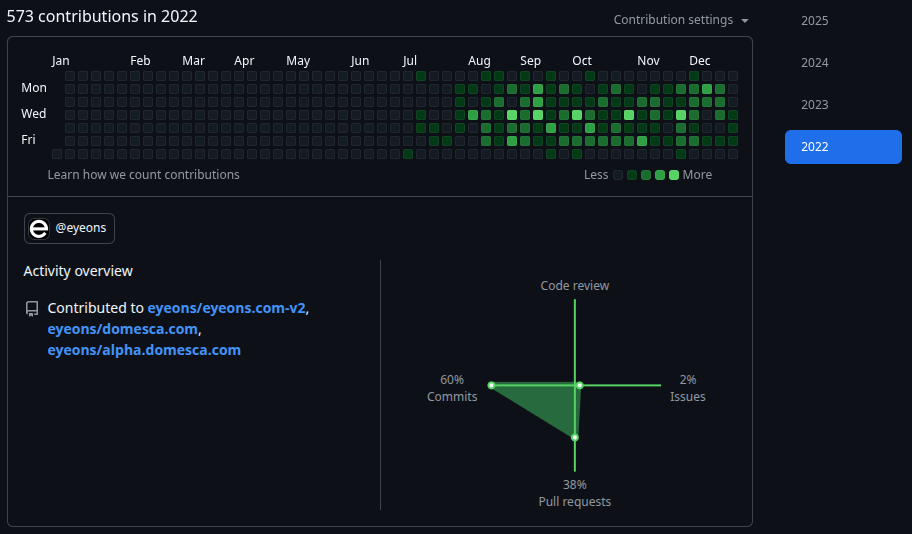 573 contributions in 2022
Contribution settings
2025
2024
2023
2022
Jan Feb Mar Apr May Jun Jul Aug Sep Oct Nov Dec
Mon
Wed
Fri
Learn how we count contributions
Less More
@eyeons
Activity overview
Contributed to eyeons/eyeons.com-v2,
eyeons/domesca.com,
eyeons/alpha.domesca.com
Code review
60%
Commits
2%
Issues
38%
Pull requests